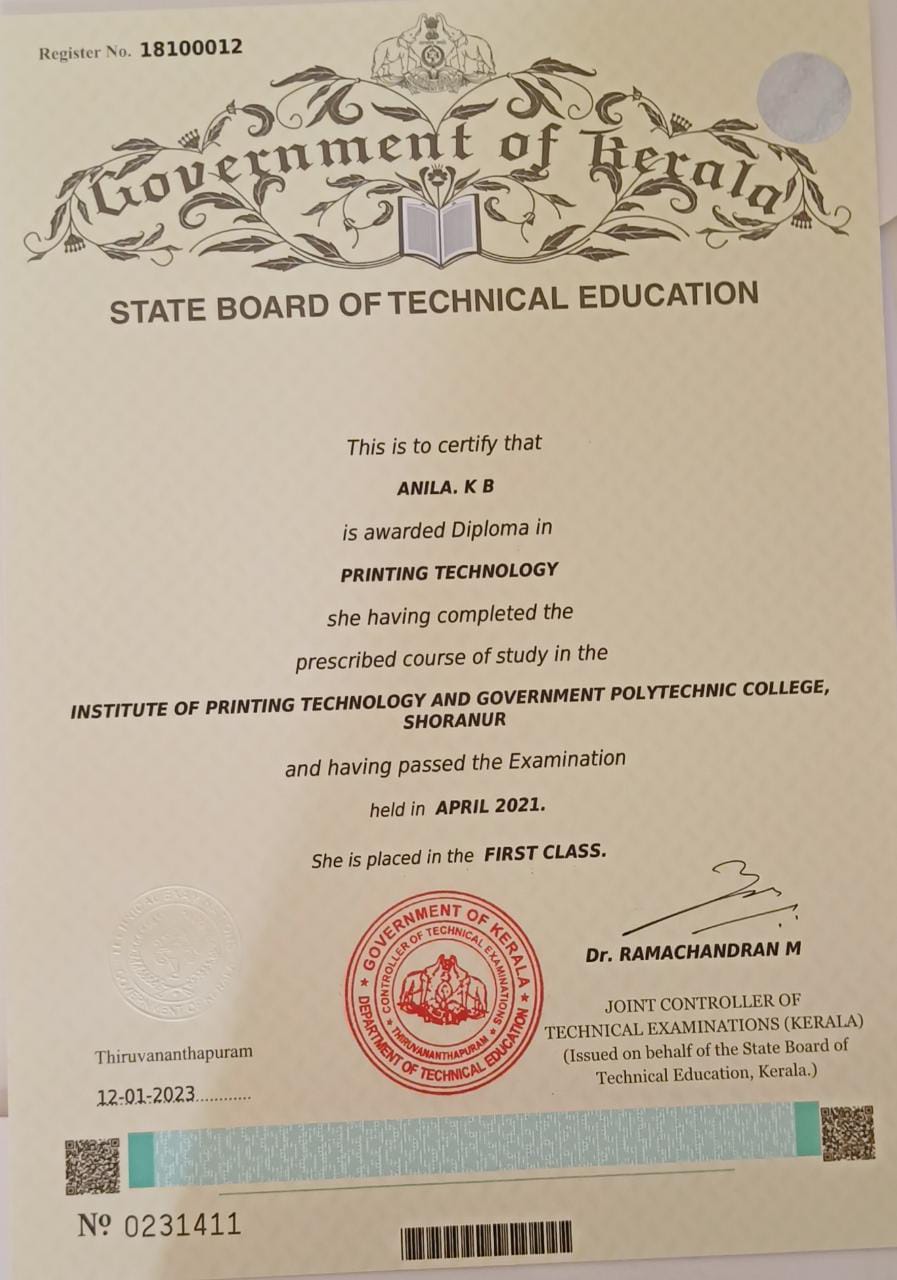 Register No. 18100012
Government of Kerala
STATE BOARD OF TECHNICAL EDUCATION
This is to certify that
ANILA. K B
is awarded Diploma in
PRINTING TECHNOLOGY
she having completed the
prescribed course of study in the
INSTITUTE OF PRINTING TECHNOLOGY AND GOVERNMENT POLYTECHNIC COLLEGE,
SHORANUR
and having passed the Examination
held in APRIL 2021.
She is placed in the FIRST CLASS.
GOVERNMENT OF KERALA
DEPARTMENT OF TECHNICAL EDUCATION
CONTROLLER OF TECHNICAL EXAMINATIONS
THIRUVANANTHAPURAM
Dr. RAMACHANDRAN M
JOINT CONTROLLER OF
TECHNICAL EXAMINATIONS (KERALA)
(Issued on behalf of the State Board of
Technical Education, Kerala.)
Thiruvananthapuram
12-01-2023............
Nº 0231411